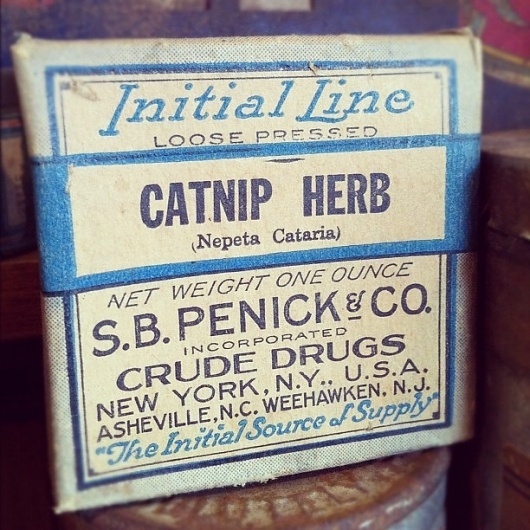 Initial Line
LOOSE PRESSED
CATNIP HERB
(Nepeta Cataria)
NET WEIGHT ONE OUNCE
S.B. PENICK & CO.
INCORPORATED
CRUDE DRUGS
NEW YORK, N.Y., U.S.A.
ASHEVILLE, N.C. WEEHAWKEN, N.J.
"The Initial Source of Supply"